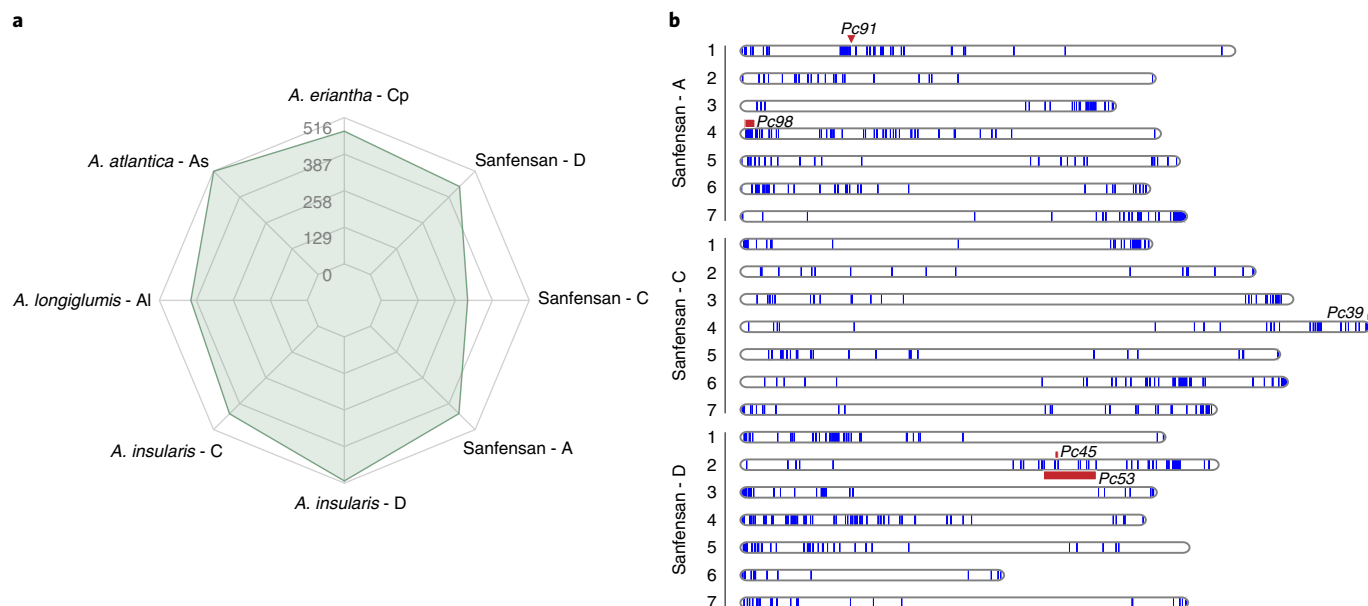 a
A. eriantha - Cp
516
387
258
129
0
A. atlantica - As
Sanfensan - D
A. longiglumis - Al
Sanfensan - C
A. insularis - C
Sanfensan - A
A. insularis - D
b
Pc91
Sanfensan - A
1
2
3
4
Pc98
5
6
7
Sanfensan - C
1
2
3
4
Pc39
5
6
7
Sanfensan - D
1
2
Pc45
Pc53
3
4
5
6
7